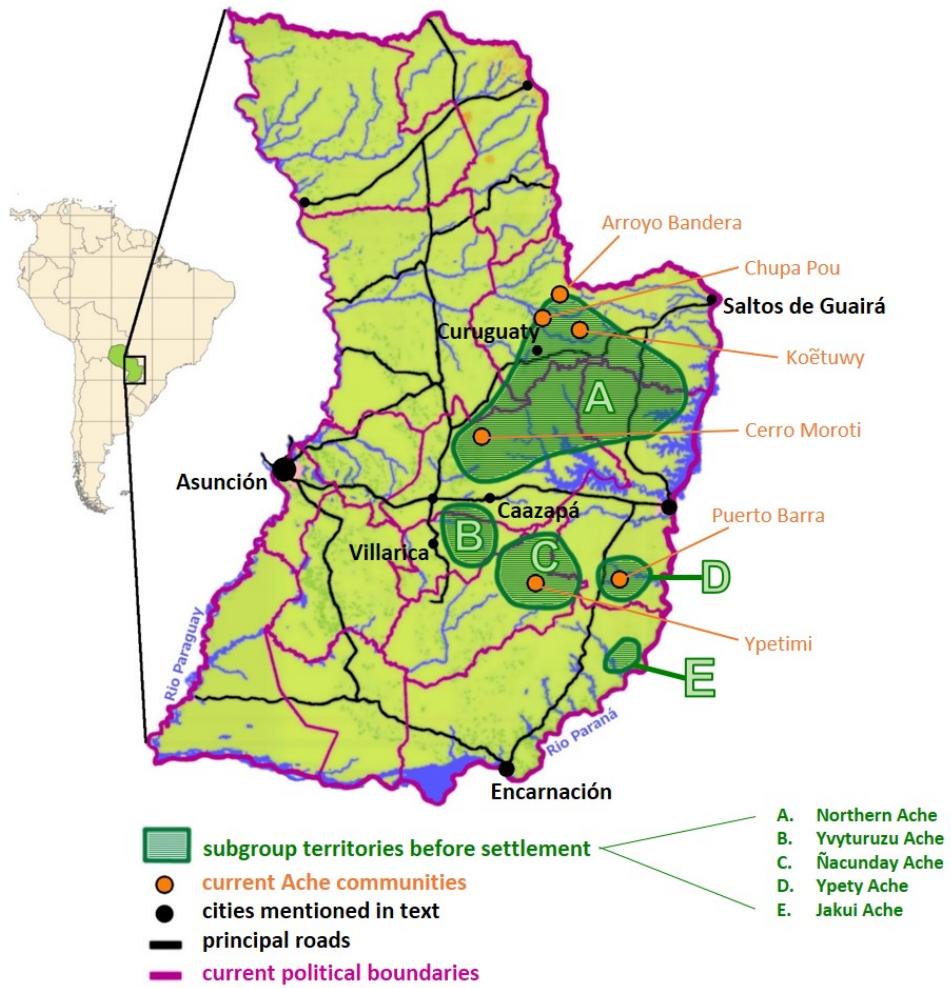 Arroyo Bandera
Chupa Pou
Saltos de Guairá
Curuguaty
Koẽtuwy
A
Cerro Moroti
Asunción
Caazapá
Puerto Barra
B
Villarica
C
D
Ypetimi
Rio Paraguay
E
Rio Paraná
Encarnación
subgroup territories before settlement
current Ache communities
cities mentioned in text
principal roads
current political boundaries
A. Northern Ache
B. Yvyturuzu Ache
C. Ñacunday Ache
D. Ypety Ache
E. Jakui Ache